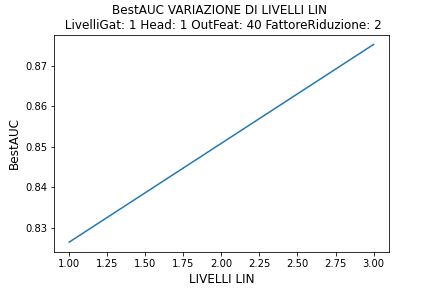 BestAUC VARIAZIONE DI LIVELLI LIN
LivelliGat: 1 Head: 1 OutFeat: 40 FattoreRiduzione: 2
0.87
0.86
0.85
0.84
0.83
BestAUC
1.00 1.25 1.50 1.75 2.00 2.25 2.50 2.75 3.00
LIVELLI LIN